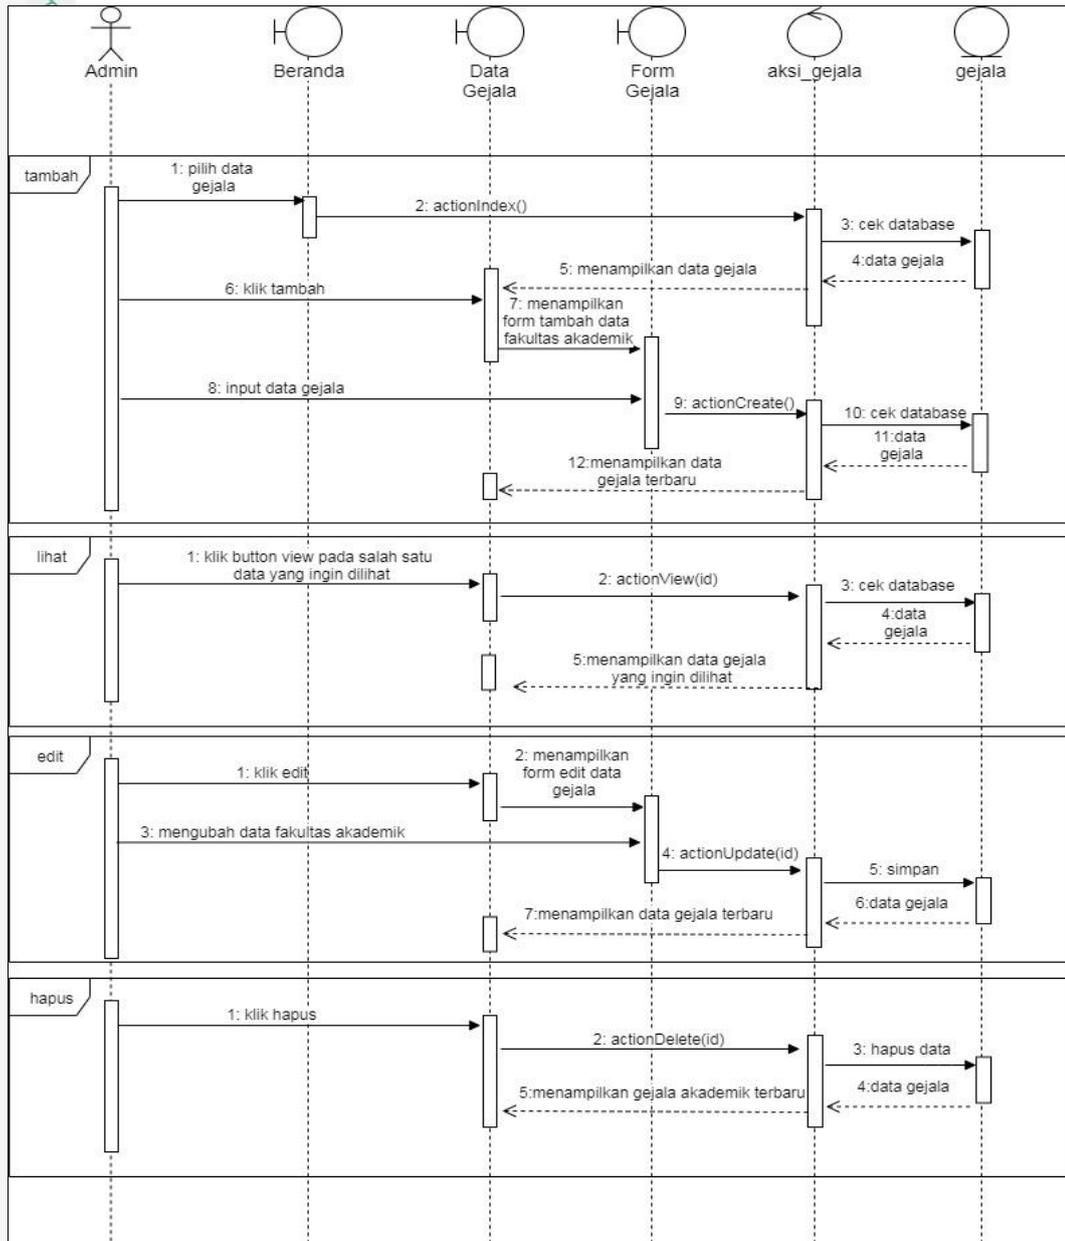 Admin
Beranda
Data
Gejala
Form
Gejala
aksi_gejala
gejala
tambah
1: pilih data
gejala
2: actionIndex()
3: cek database
4:data gejala
5: menampilkan data gejala
6: klik tambah
7: menampilkan
form tambah data
fakultas akademik
8: input data gejala
9: actionCreate()
10: cek database
11:data
gejala
12:menampilkan data
gejala terbaru
lihat
1: klik button view pada salah satu
data yang ingin dilihat
2: actionView(id)
3: cek database
4:data
gejala
5:menampilkan data gejala
yang ingin dilihat
edit
1: klik edit
2: menampilkan
form edit data
gejala
3: mengubah data fakultas akademik
4: actionUpdate(id)
5: simpan
6:data gejala
7:menampilkan data gejala terbaru
hapus
1: klik hapus
2: actionDelete(id)
3: hapus data
4:data gejala
5:menampilkan gejala akademik terbaru